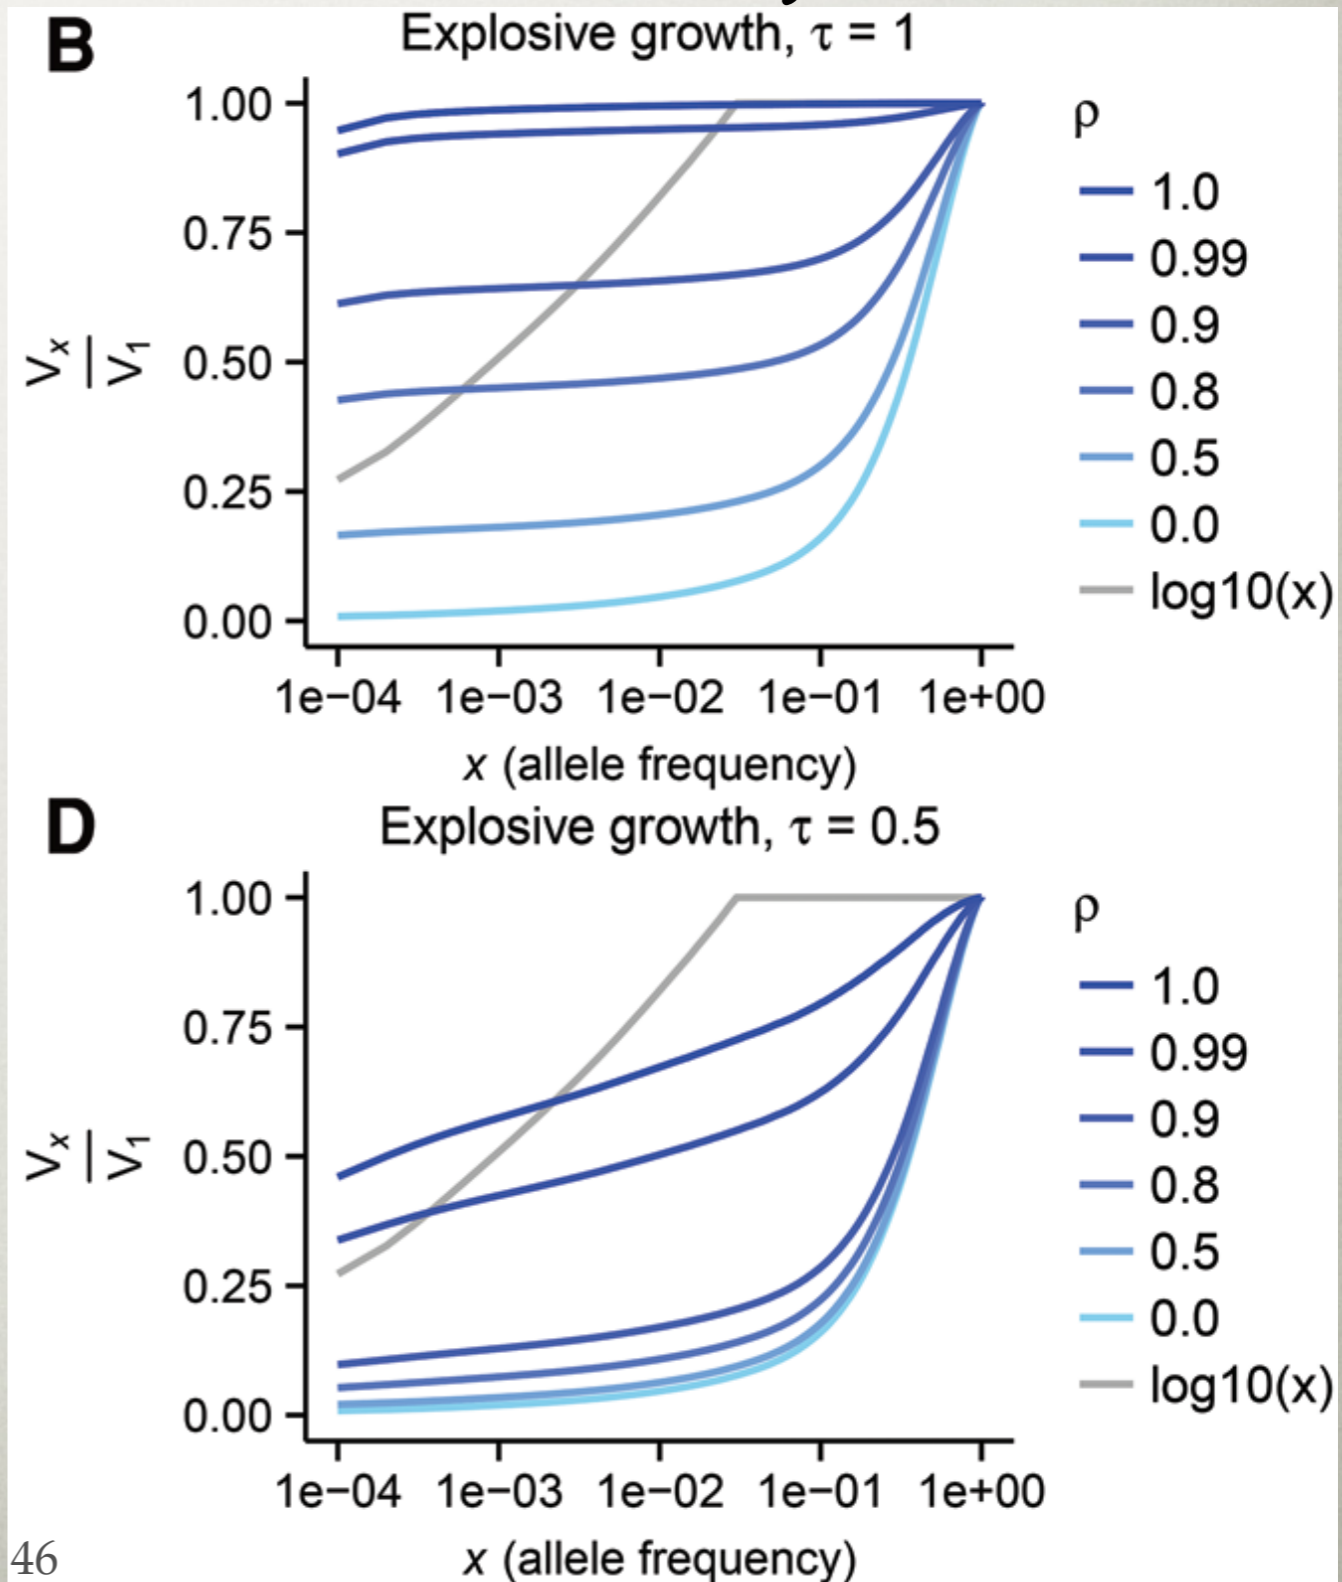 B
Explosive growth, τ = 1
1.00
0.75
0.50
0.25
0.00
Vx
V1
1e−04 1e−03 1e−02 1e−01 1e+00
x (allele frequency)
ρ
1.0
0.99
0.9
0.8
0.5
0.0
log10(x)
D
Explosive growth, τ = 0.5
1.00
0.75
0.50
0.25
0.00
Vx
V1
1e−04 1e−03 1e−02 1e−01 1e+00
x (allele frequency)
ρ
1.0
0.99
0.9
0.8
0.5
0.0
log10(x)
46